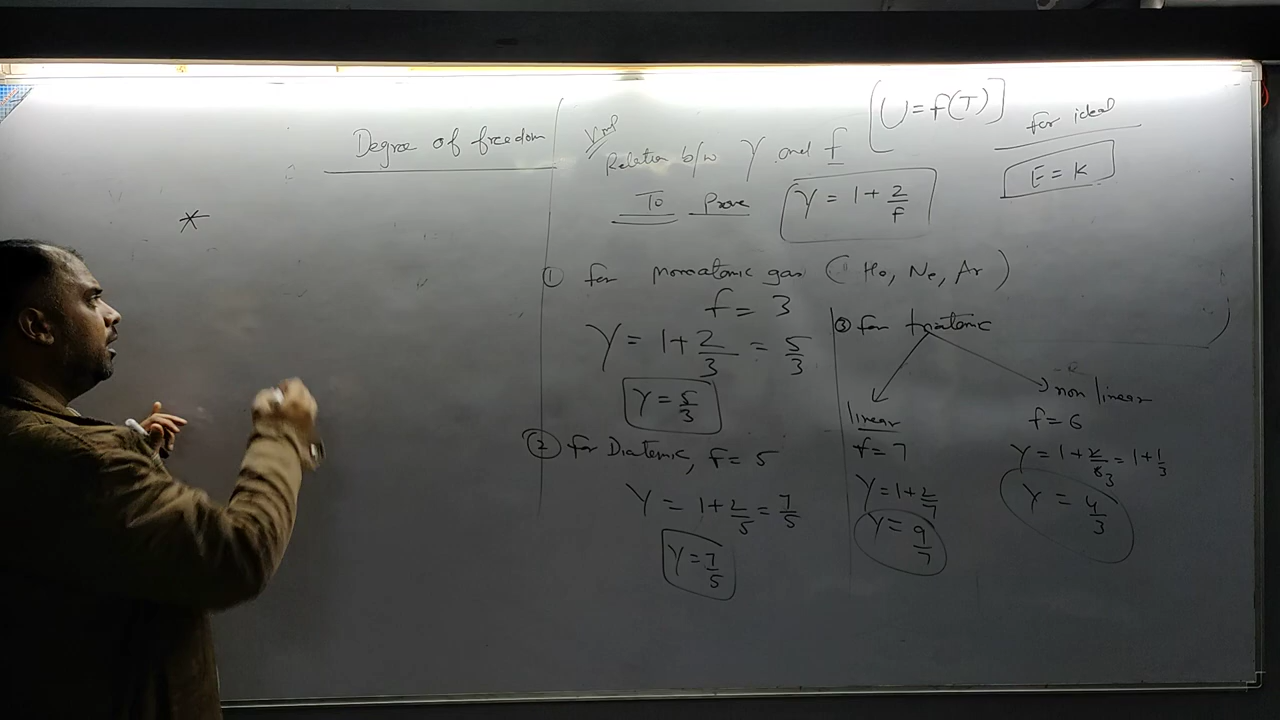 Degree of freedom
*
Vmf
Relation b/w γ and f
[U = f(T)]
for ideal
E = K
To Prove
γ = 1 + 2/f
① for monoatomic gas (He, Ne, Ar)
f = 3
γ = 1 + 2/3 = 5/3
γ = 5/3
② for Diatomic, f = 5
γ = 1 + 2/5 = 7/5
γ = 7/5
③ for triatomic
linear
f = 7
γ = 1 + 2/7
γ = 9/7
non linear
f = 6
γ = 1 + 2/6 3 = 1 + 1/3
γ = 4/3